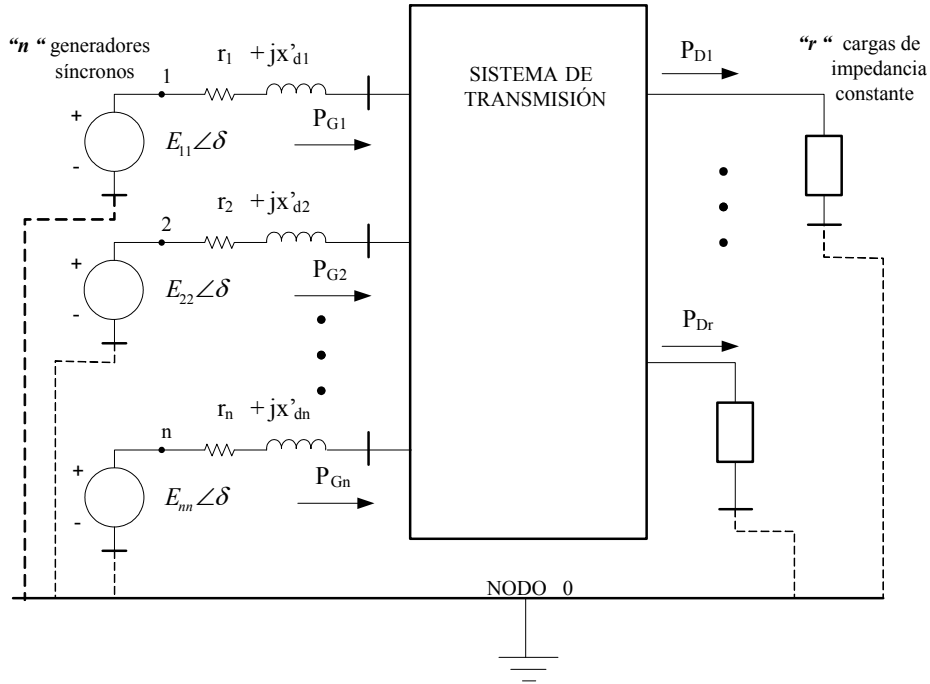 “n “ generadores
síncronos
1
r1 + jx'd1
+
-
E11∠δ
PG1
2
r2 + jx'd2
+
-
E22∠δ
PG2
n
rn + jx'dn
+
-
Enn∠δ
PGn
SISTEMA DE
TRANSMISIÓN
PD1
“r “ cargas de
impedancia
constante
PDr
NODO 0